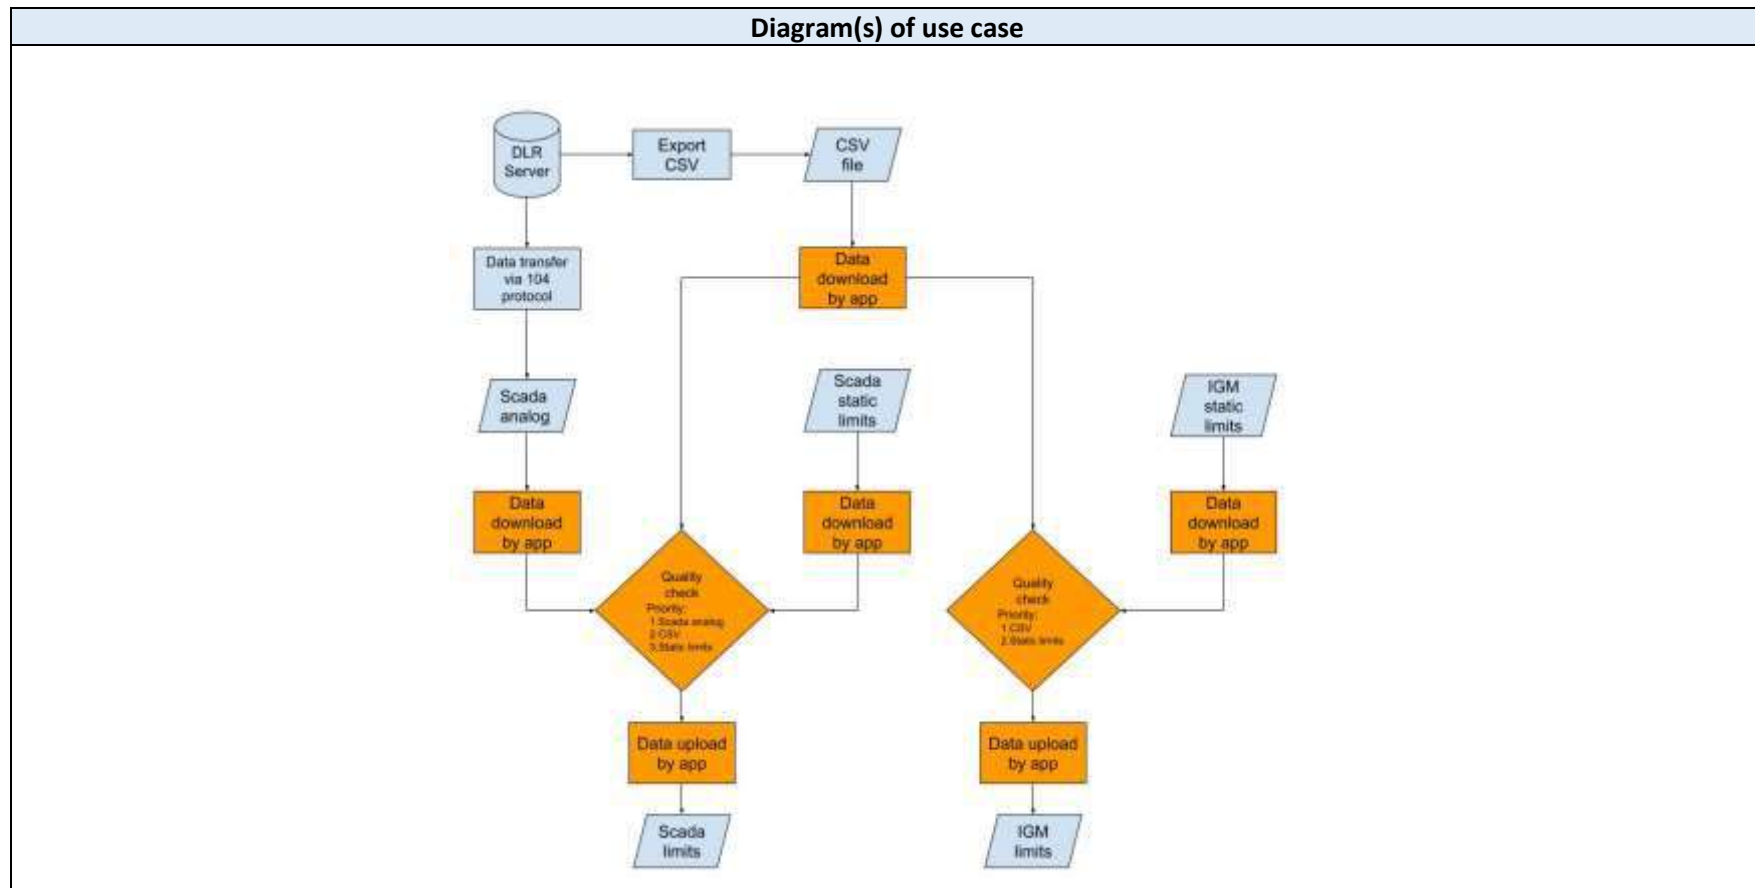 Diagram(s) of use case
DLR
Server
Export
CSV
CSV
file
Data transfer
via 104
protocol
Data
download
by app
Scada
analog
Scada
static
limits
IGM
static
limits
Data
download
by app
Data
download
by app
Data
download
by app
Quality
check
Priority:
1.Scada analog
2.CSV
3.Static limits
Quality
check
Priority:
1.CSV
2.Static limits
Data upload
by app
Data upload
by app
Scada
limits
IGM
limits